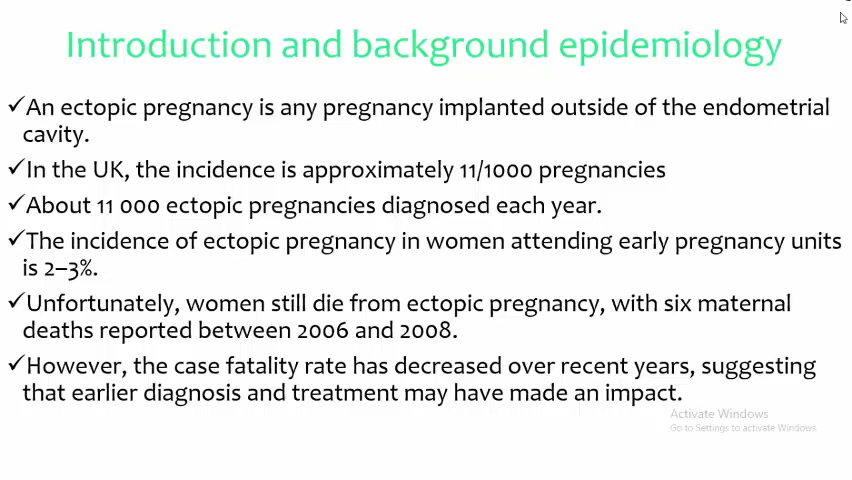 Introduction and background epidemiology
✓An ectopic pregnancy is any pregnancy implanted outside of the endometrial
cavity.
✓In the UK, the incidence is approximately 11/1000 pregnancies
✓About 11 000 ectopic pregnancies diagnosed each year.
✓The incidence of ectopic pregnancy in women attending early pregnancy units
is 2–3%.
✓Unfortunately, women still die from ectopic pregnancy, with six maternal
deaths reported between 2006 and 2008.
✓However, the case fatality rate has decreased over recent years, suggesting
that earlier diagnosis and treatment may have made an impact.
Activate Windows
Go to Settings to activate Windows.